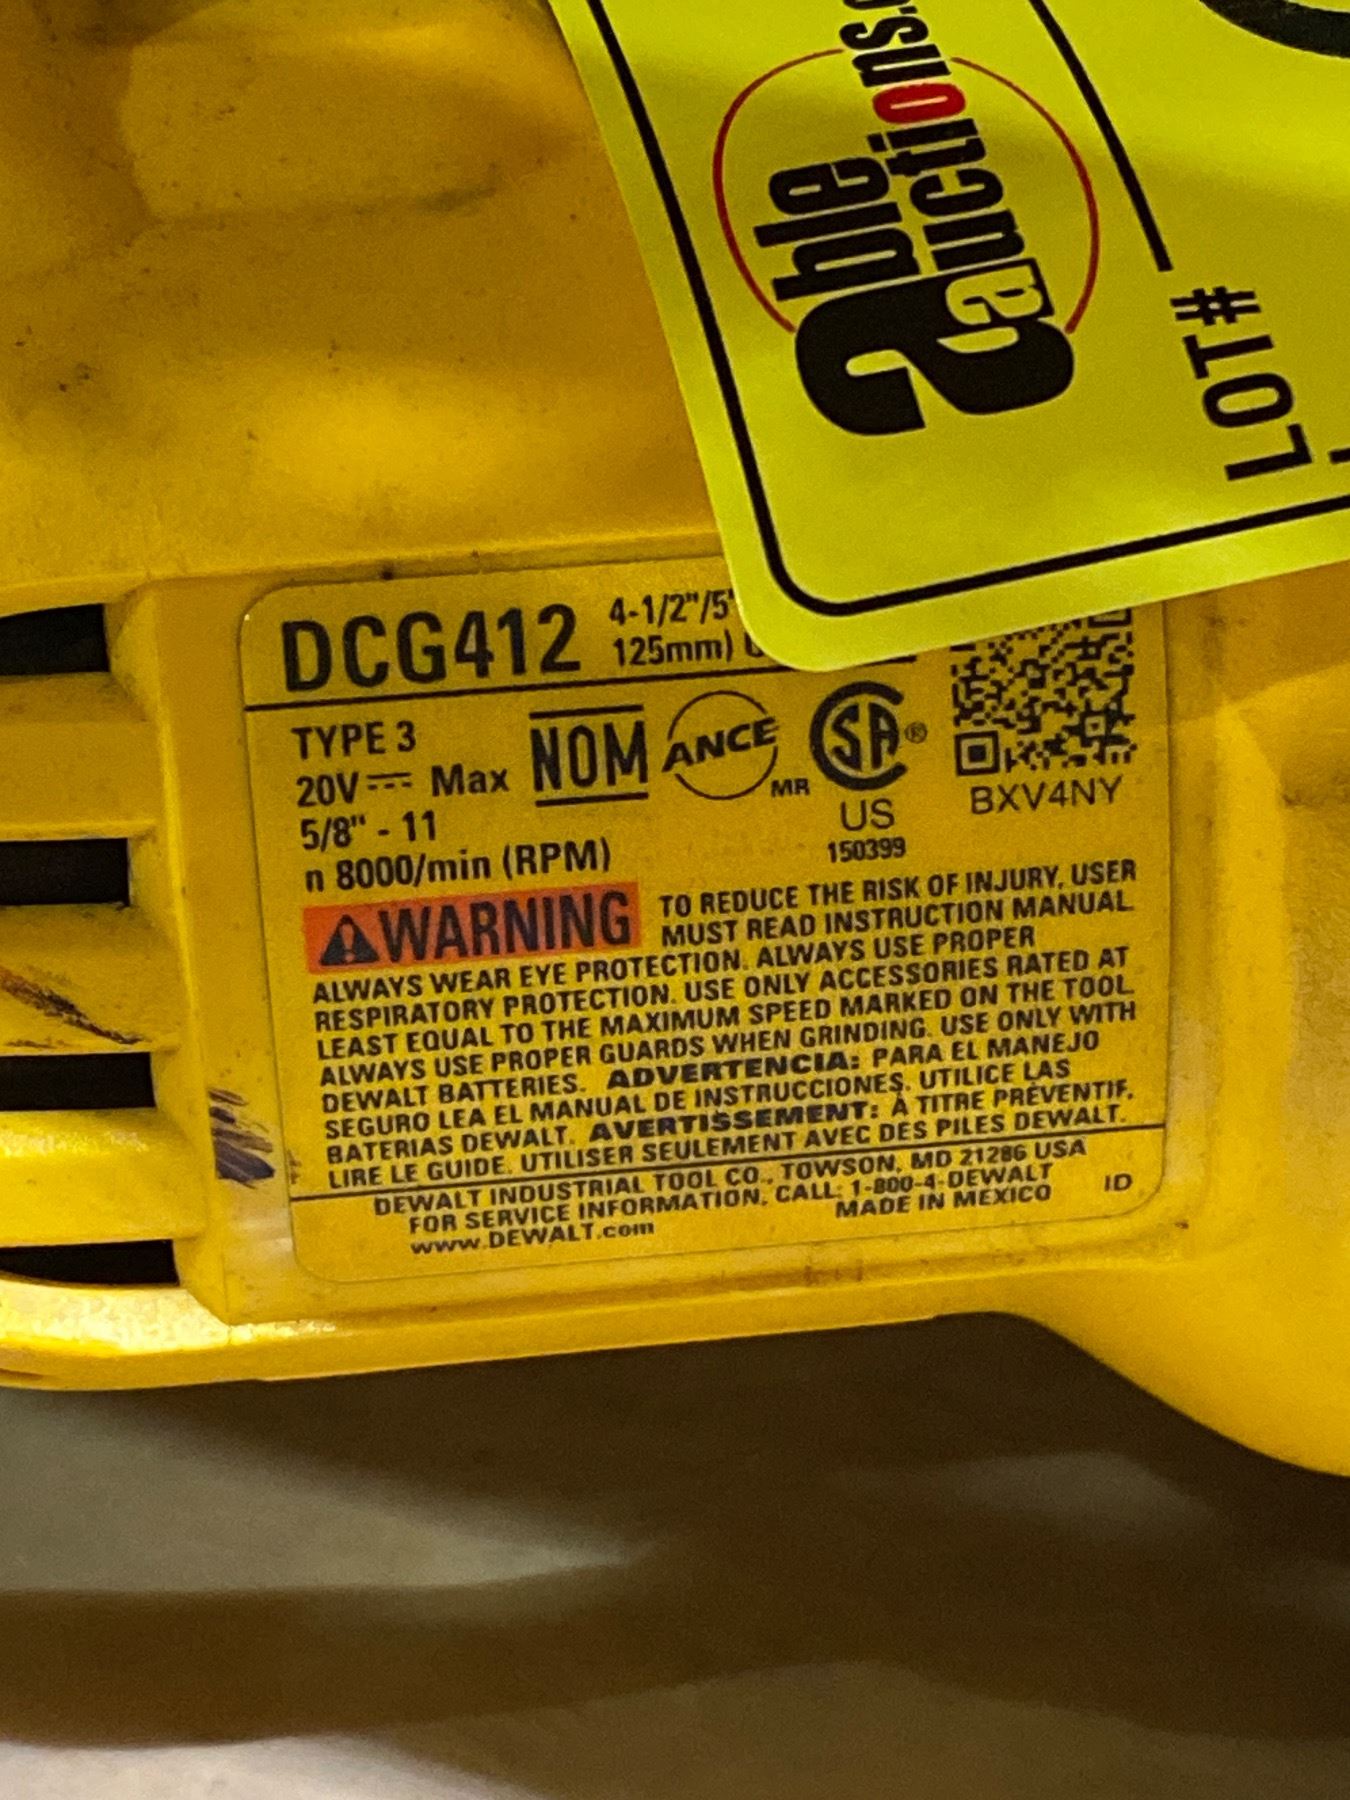 able
auctions.
LOT#
DCG412
4-1/2"/5"
125mm)
TYPE 3
20V⎓ Max
5/8" - 11
n 8000/min (RPM)
NOM
ANCE
MR
SA®
US
150399
BXV4NY
⚠WARNING TO REDUCE THE RISK OF INJURY, USER
MUST READ INSTRUCTION MANUAL.
ALWAYS WEAR EYE PROTECTION. ALWAYS USE PROPER
RESPIRATORY PROTECTION. USE ONLY ACCESSORIES RATED AT
LEAST EQUAL TO THE MAXIMUM SPEED MARKED ON THE TOOL.
ALWAYS USE PROPER GUARDS WHEN GRINDING. USE ONLY WITH
DEWALT BATTERIES. ADVERTENCIA: PARA EL MANEJO
SEGURO LEA EL MANUAL DE INSTRUCCIONES. UTILICE LAS
BATERIAS DEWALT. AVERTISSEMENT: À TITRE PRÉVENTIF,
LIRE LE GUIDE. UTILISER SEULEMENT AVEC DES PILES DEWALT.
DEWALT INDUSTRIAL TOOL CO., TOWSON, MD 21286 USA
FOR SERVICE INFORMATION, CALL: 1-800-4-DEWALT
www.DEWALT.com MADE IN MEXICO ID